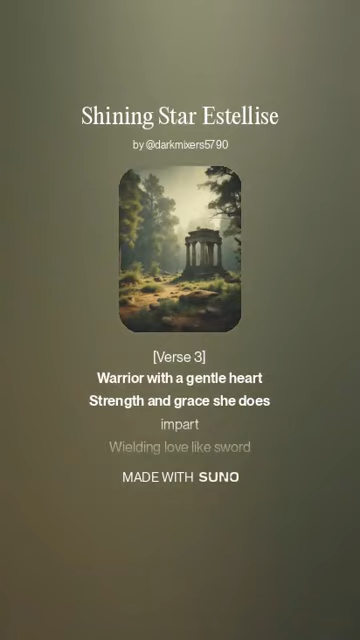 Shining Star Estellise
by @darkmixers5790
[Verse 3]
Warrior with a gentle heart
Strength and grace she does
impart
Wielding love like sword
MADE WITH SUNO